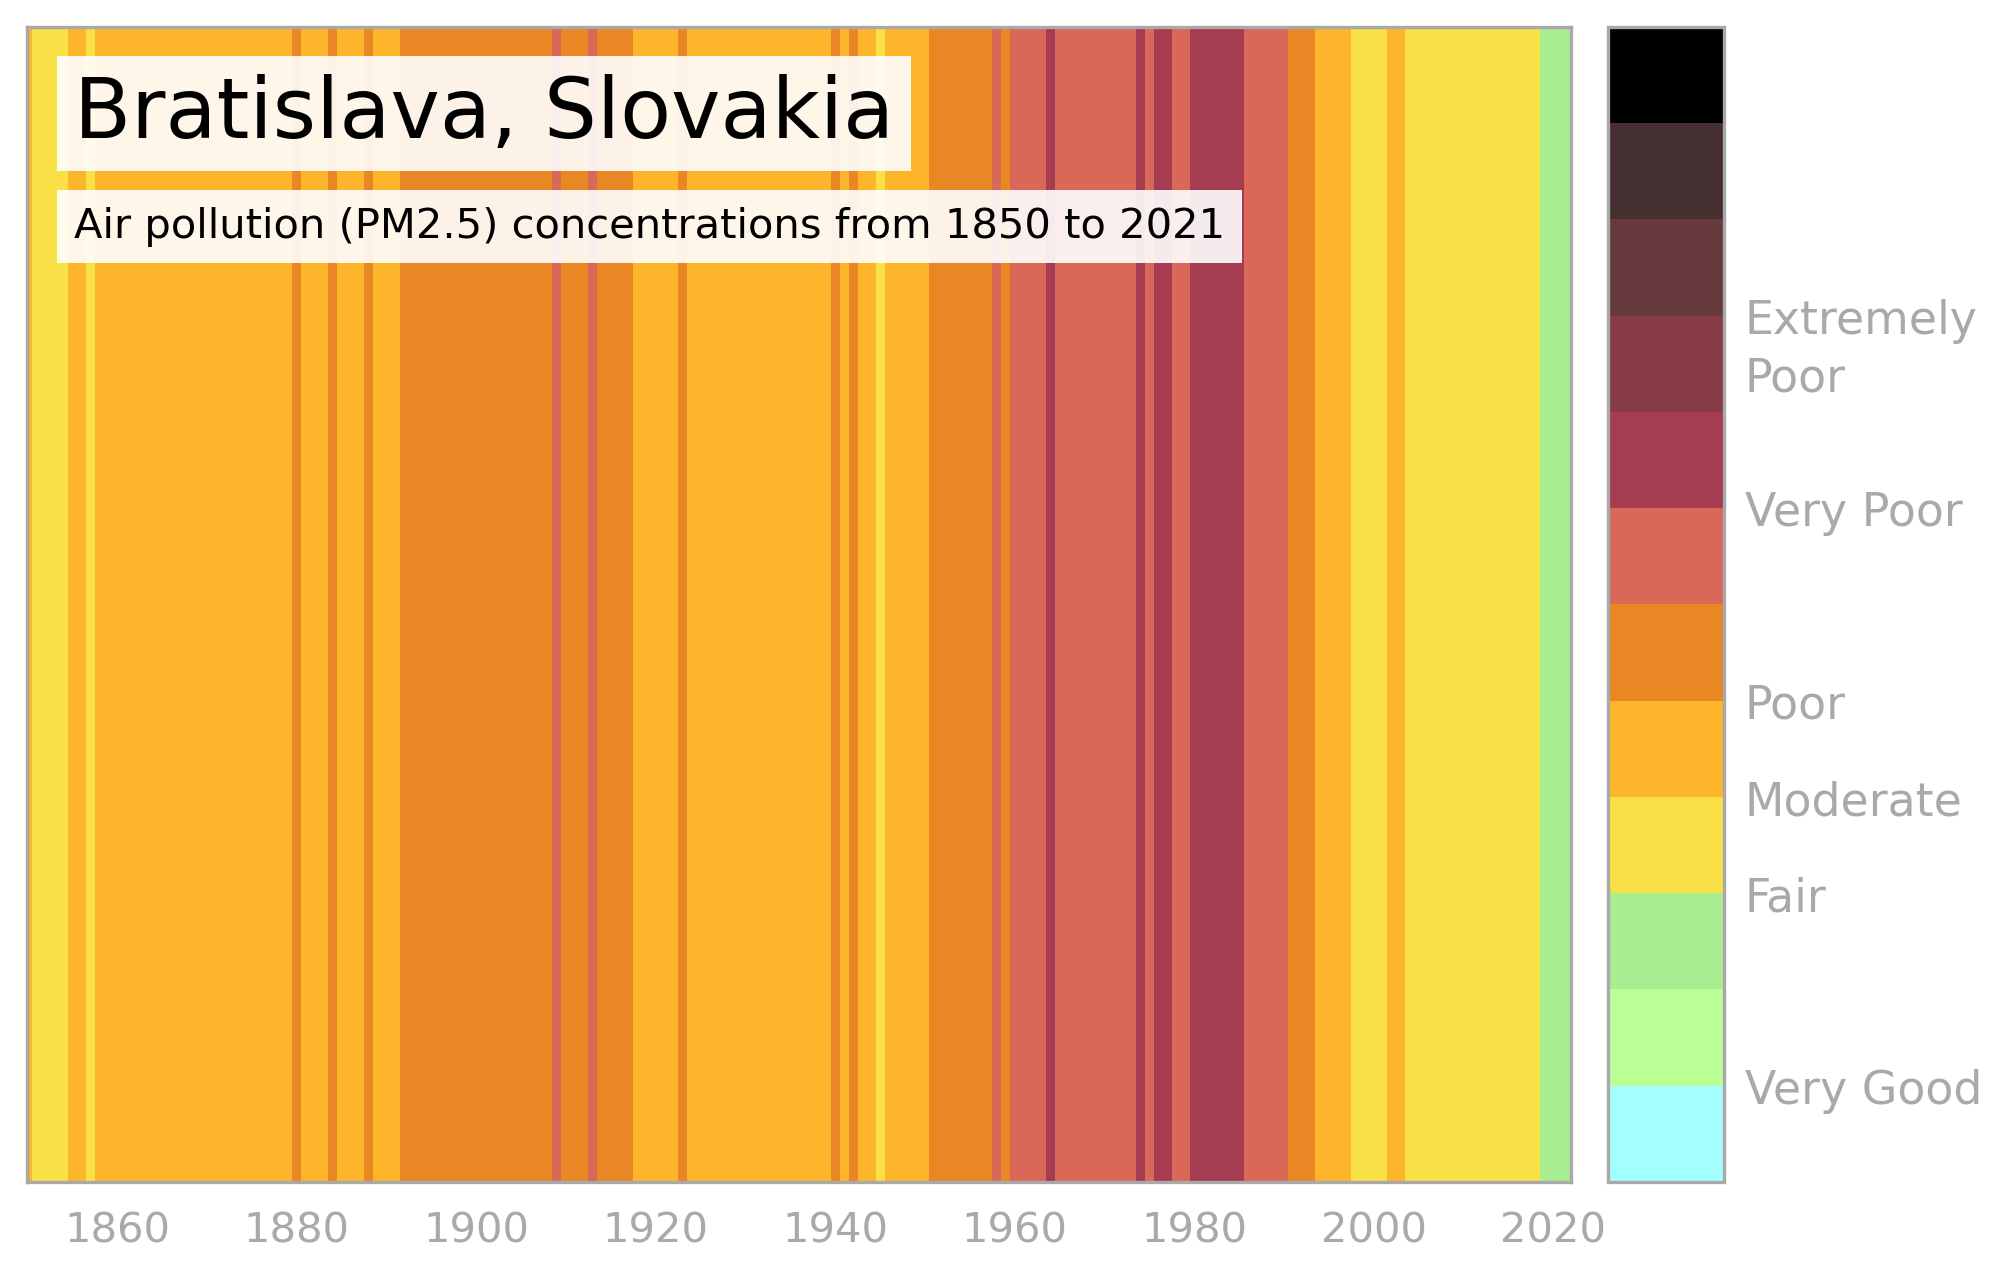 Bratislava, Slovakia
Air pollution (PM2.5) concentrations from 1850 to 2021
Extremely
Poor
Very Poor
Poor
Moderate
Fair
Very Good
1860 1880 1900 1920 1940 1960 1980 2000 2020